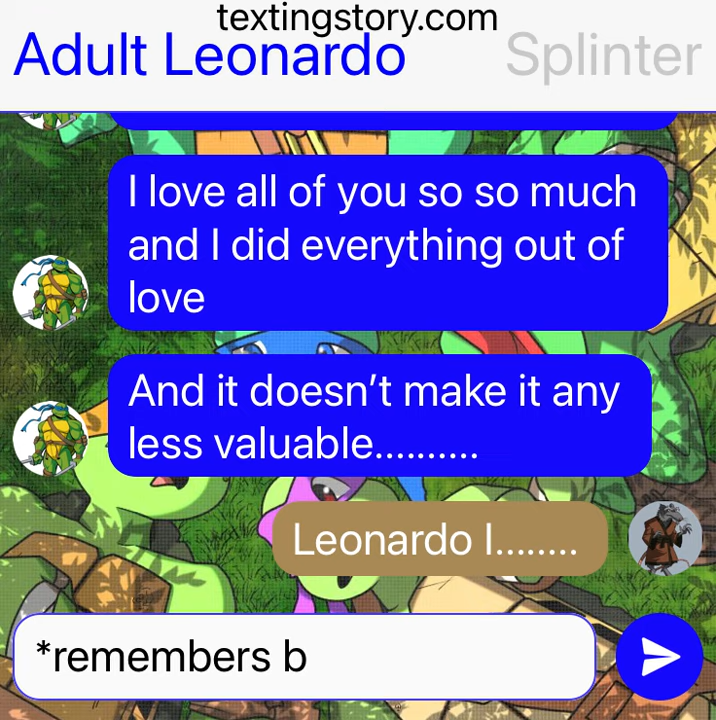 textingstory.com
Adult Leonardo
Splinter
I love all of you so so much
and I did everything out of
love
And it doesn't make it any
less valuable..........
Leonardo I........
*remembers b